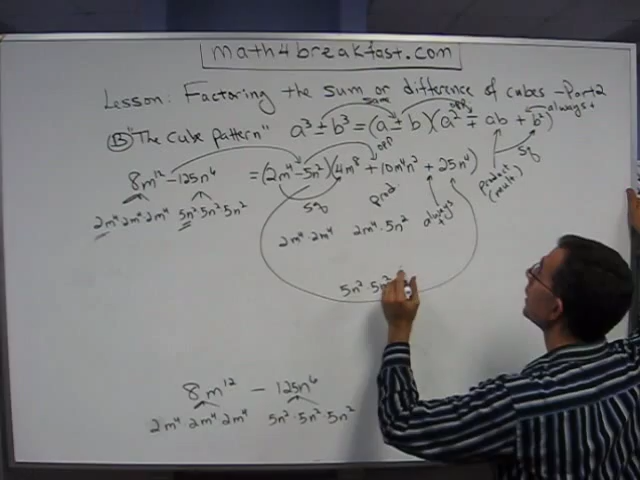 math4breakfast.com
Lesson: Factoring the sum or difference of cubes - Part 2
B "The Cube pattern" a³ ± b³ = (a ± b)(a² ∓ ab + b²)
same
opp
always +
8m¹² - 125n⁶ = (2m⁴ - 5n²)(4m⁸ + 10m⁴n² + 25n⁴)
opp
sq
product (mult)
2m⁴·2m⁴·2m⁴ 5n²·5n²·5n²
sq
prod.
always +
2m⁴·2m⁴ 2m⁴·5n²
5n²·5n²
8m¹² - 125n⁶
2m⁴·2m⁴·2m⁴ 5n²·5n²·5n²